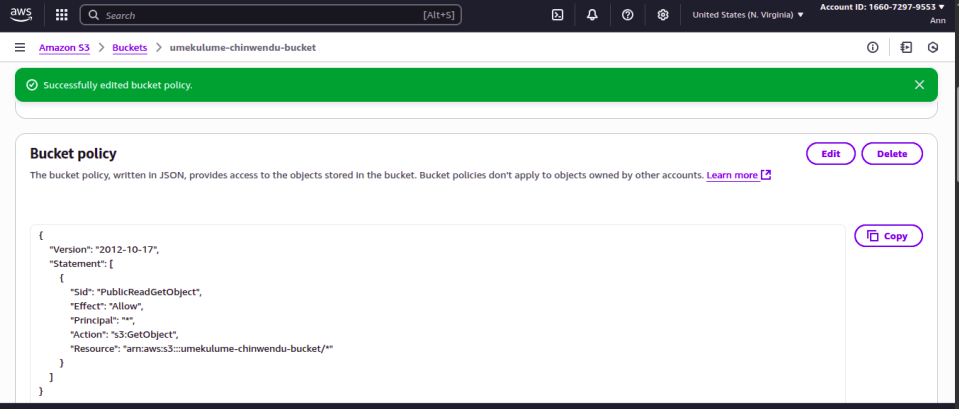 aws
Search [Alt+S]
United States (N. Virginia) ▼
Account ID: 1660-7297-9553 ▼
Ann
Amazon S3 > Buckets > umekulume-chinwendu-bucket
Successfully edited bucket policy.
Bucket policy
Edit
Delete
The bucket policy, written in JSON, provides access to the objects stored in the bucket. Bucket policies don't apply to objects owned by other accounts. Learn more
Copy
{
"Version": "2012-10-17",
"Statement": [
{
"Sid": "PublicReadGetObject",
"Effect": "Allow",
"Principal": "*",
"Action": "s3:GetObject",
"Resource": "arn:aws:s3:::umekulume-chinwendu-bucket/*"
}
]
}